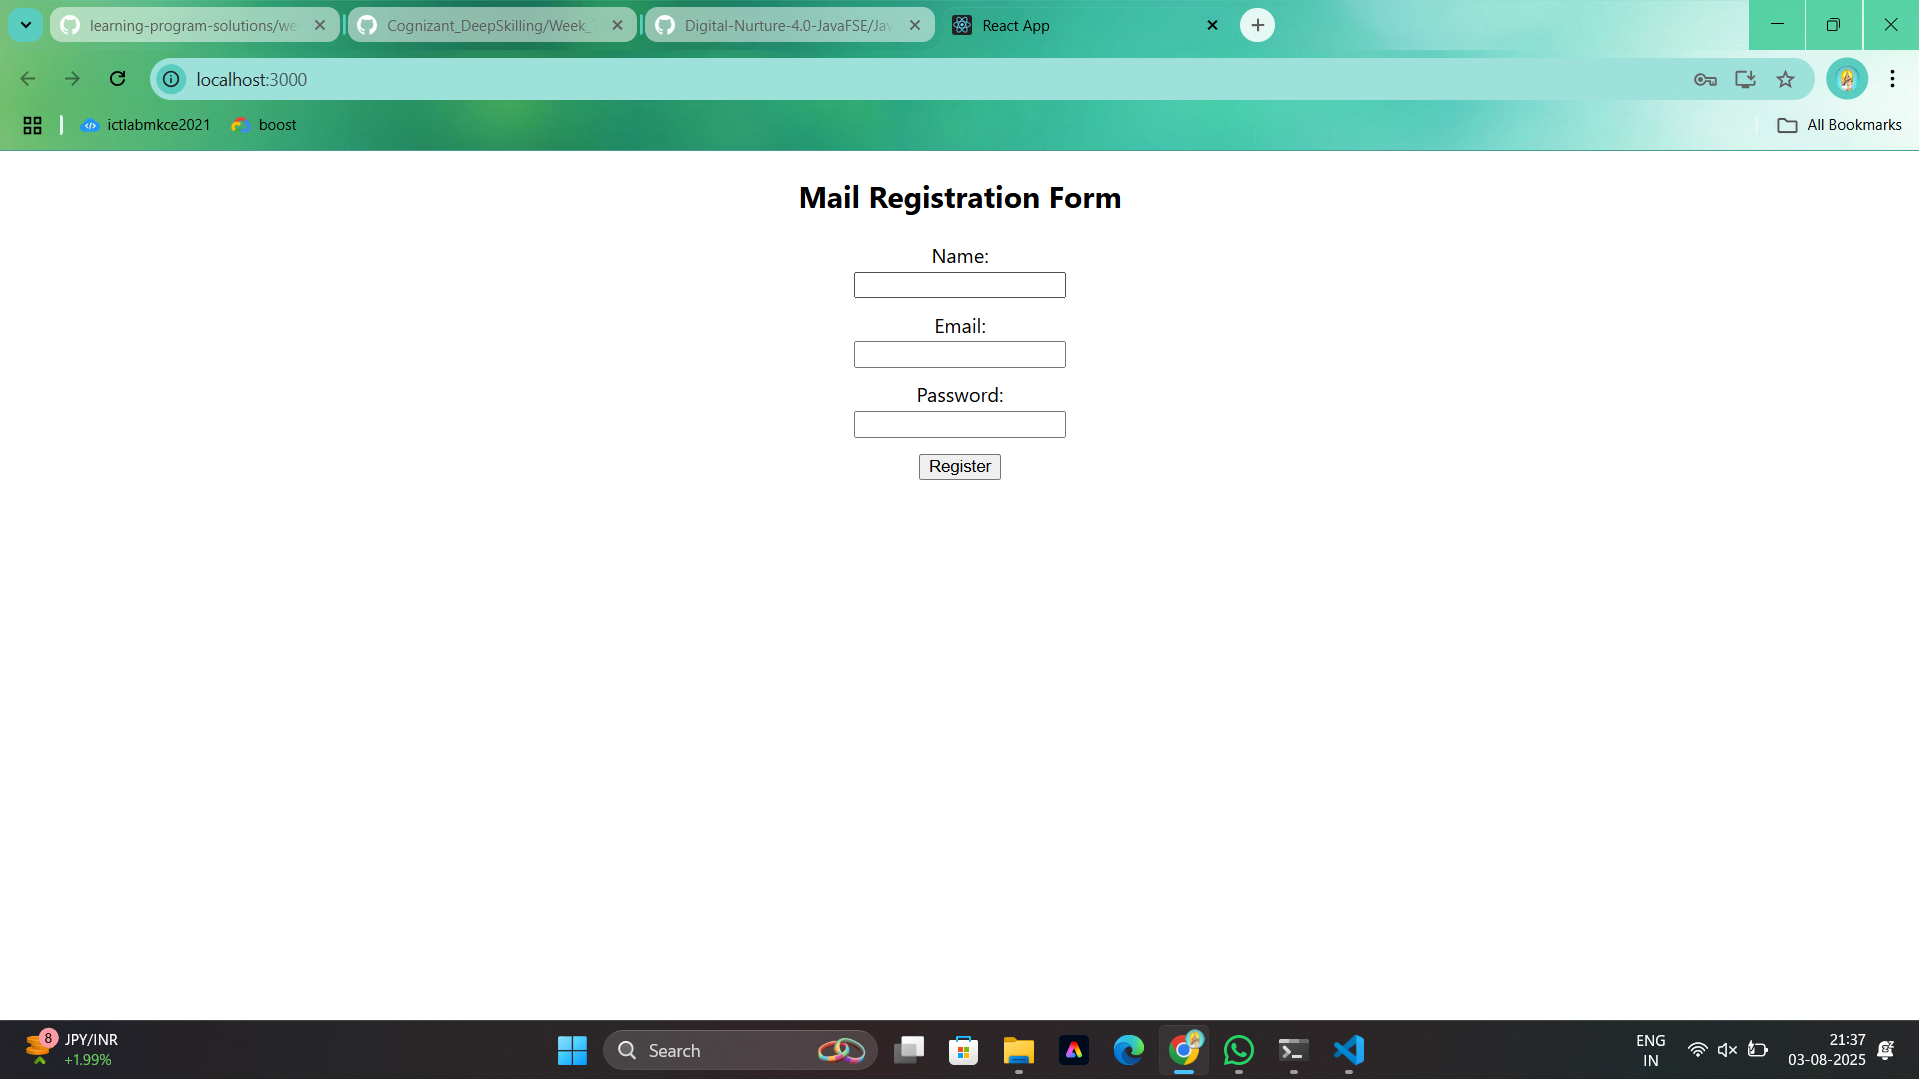 learning-program-solutions/we
Cognizant_DeepSkilling/Week_
Digital-Nurture-4.0-JavaFSE/Jav
React App
localhost:3000
ictlabmkce2021
boost
All Bookmarks
Mail Registration Form
Name:
Email:
Password:
Register
8
JPY/INR
+1.99%
Search
ENG
IN
21:37
03-08-2025